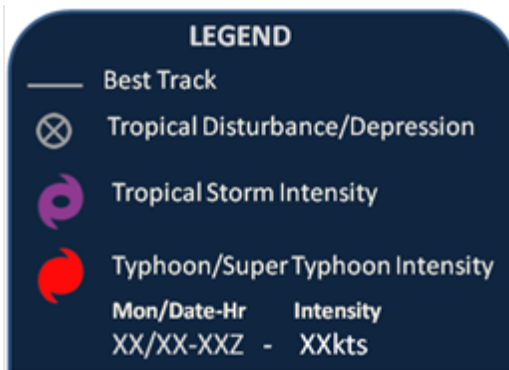 LEGEND
Best Track
Tropical Disturbance/Depression
Tropical Storm Intensity
Typhoon/Super Typhoon Intensity
Mon/Date-Hr Intensity
XX/XX-XXZ - XXkts